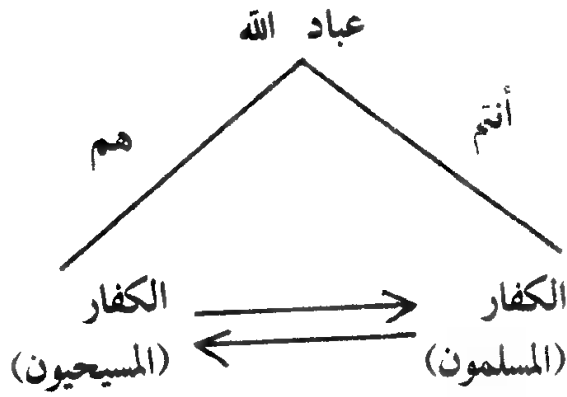 عباد الله
أنتم
هم
الكفار
(المسلمون)
الكفار
(المسيحيون)